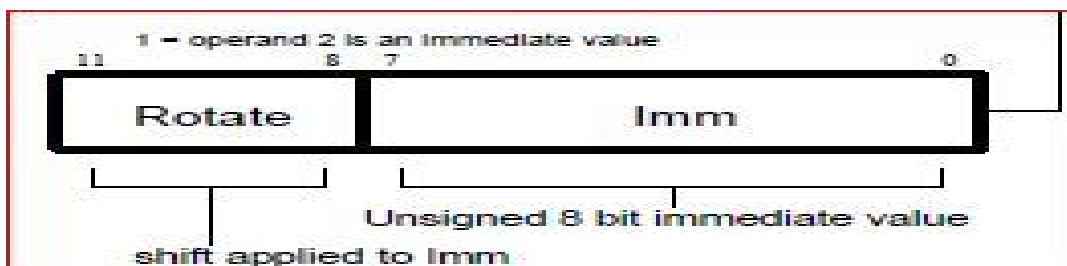 1 = operand 2 is an immediate value
11 8 7 0
Rotate Imm
Unsigned 8 bit immediate value
shift applied to Imm